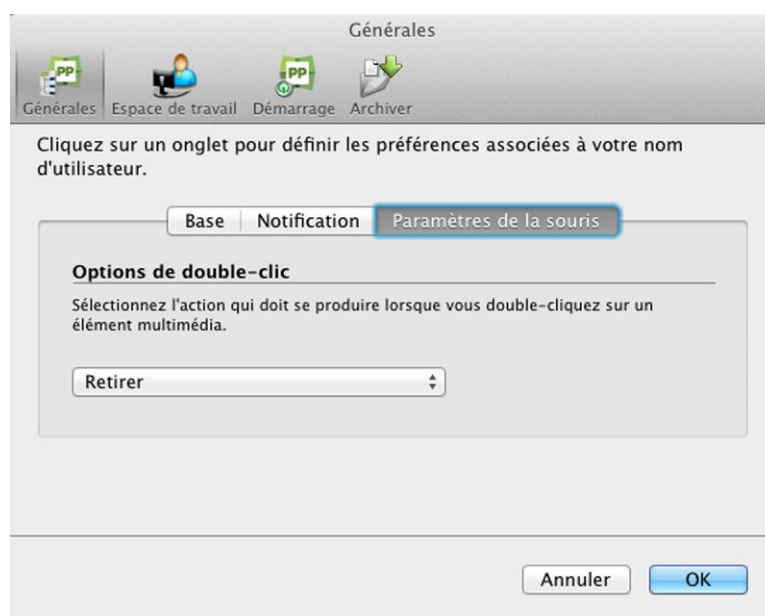 Générales
PP
PP
Générales Espace de travail Démarrage Archiver
Cliquez sur un onglet pour définir les préférences associées à votre nom
d'utilisateur.
Base Notification Paramètres de la souris
Options de double-clic
Sélectionnez l'action qui doit se produire lorsque vous double-cliquez sur un
élément multimédia.
Retirer
Annuler OK